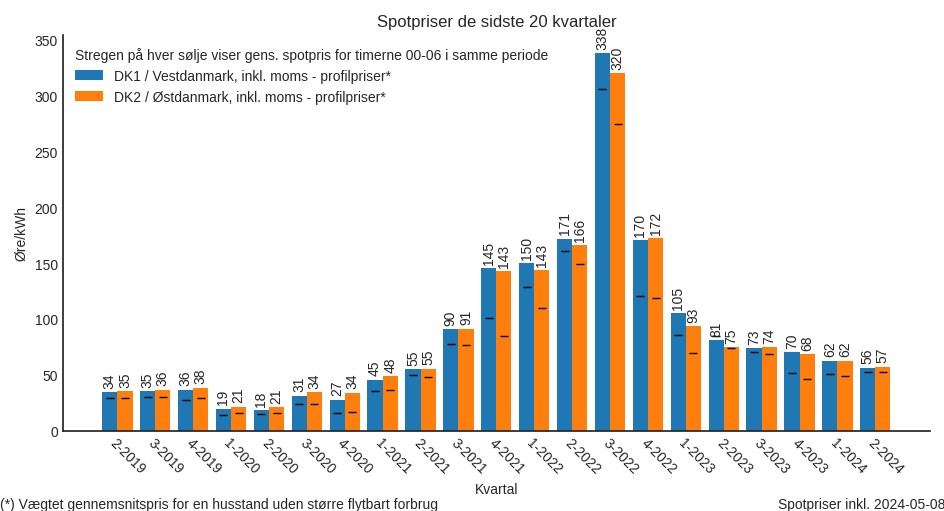 Spotpriser de sidste 20 kvartaler
Stregen på hver sølje viser gens. spotpris for timerne 00-06 i samme periode
DK1 / Vestdanmark, inkl. moms - profilpriser*
DK2 / Østdanmark, inkl. moms - profilpriser*
Øre/kWh
350
300
250
200
150
100
50
0
34 35 35 36 36 38 19 21 18 21 31 34 27 34 45 48 55 55 90 91 145 143 150 143 171 166 338 320 170 172 105 93 81 75 73 74 70 68 62 62 56 57
2-2019 3-2019 4-2019 1-2020 2-2020 3-2020 4-2020 1-2021 2-2021 3-2021 4-2021 1-2022 2-2022 3-2022 4-2022 1-2023 2-2023 3-2023 4-2023 1-2024 2-2024
Kvartal
(*) Vægtet gennemsnitspris for en husstand uden større flytbart forbrug
Spotpriser inkl. 2024-05-08